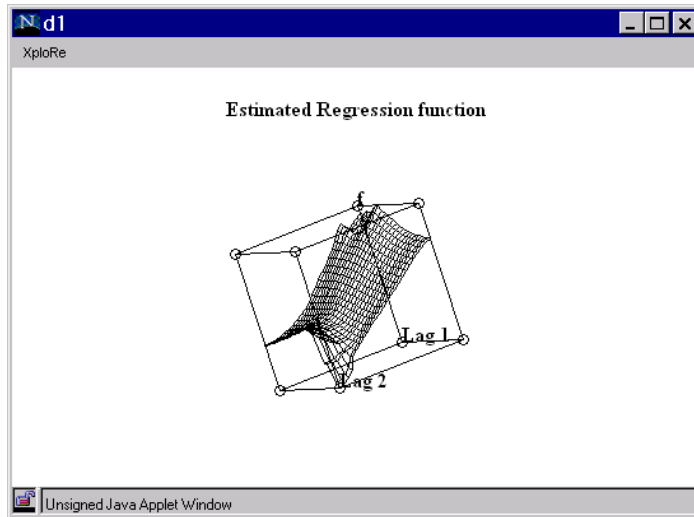 d1
XploRe
Estimated Regression function
f
Lag 1
Lag 2
Unsigned Java Applet Window